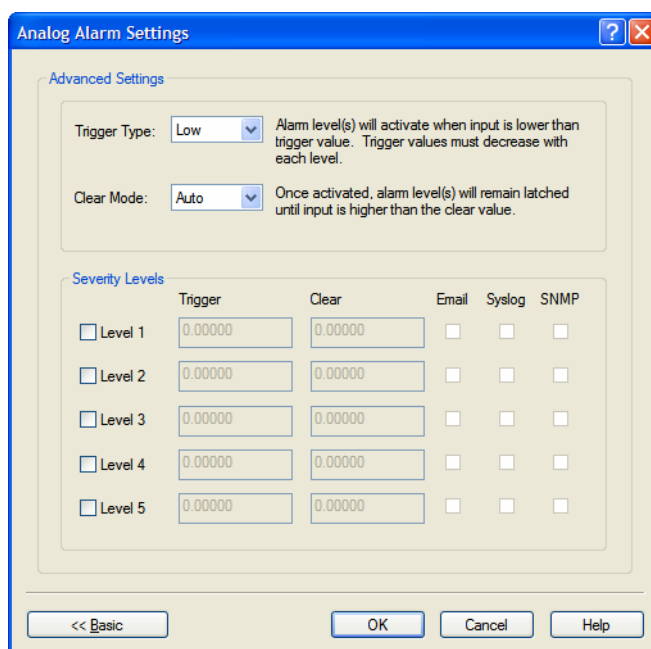 Analog Alarm Settings
Advanced Settings
Trigger Type: Low Alarm level(s) will activate when input is lower than
trigger value. Trigger values must decrease with
each level.
Clear Mode: Auto Once activated, alarm level(s) will remain latched
until input is higher than the clear value.
Severity Levels
Trigger Clear Email Syslog SNMP
Level 1 0.00000 0.00000
Level 2 0.00000 0.00000
Level 3 0.00000 0.00000
Level 4 0.00000 0.00000
Level 5 0.00000 0.00000
<< Basic OK Cancel Help